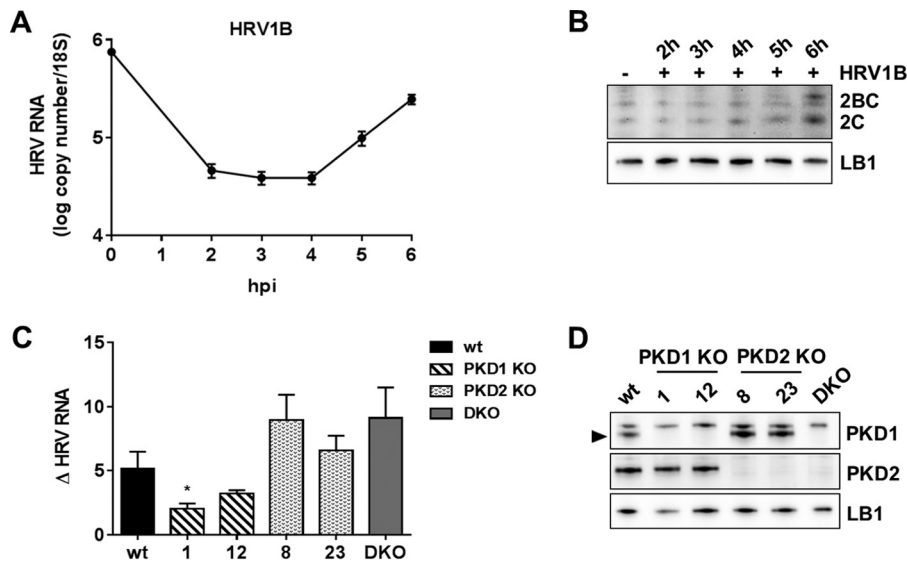 A
HRV1B
HRV RNA
(log copy number/18S)
6
5
4
0 1 2 3 4 5 6
hpi
B
2h 3h 4h 5h 6h
- + + + + + HRV1B
2BC
2C
LB1
C
Δ HRV RNA
15
10
5
0
wt 1 12 8 23 DKO
*
wt
PKD1 KO
PKD2 KO
DKO
D
PKD1 KO PKD2 KO
wt 1 12 8 23 DKO
PKD1
PKD2
LB1